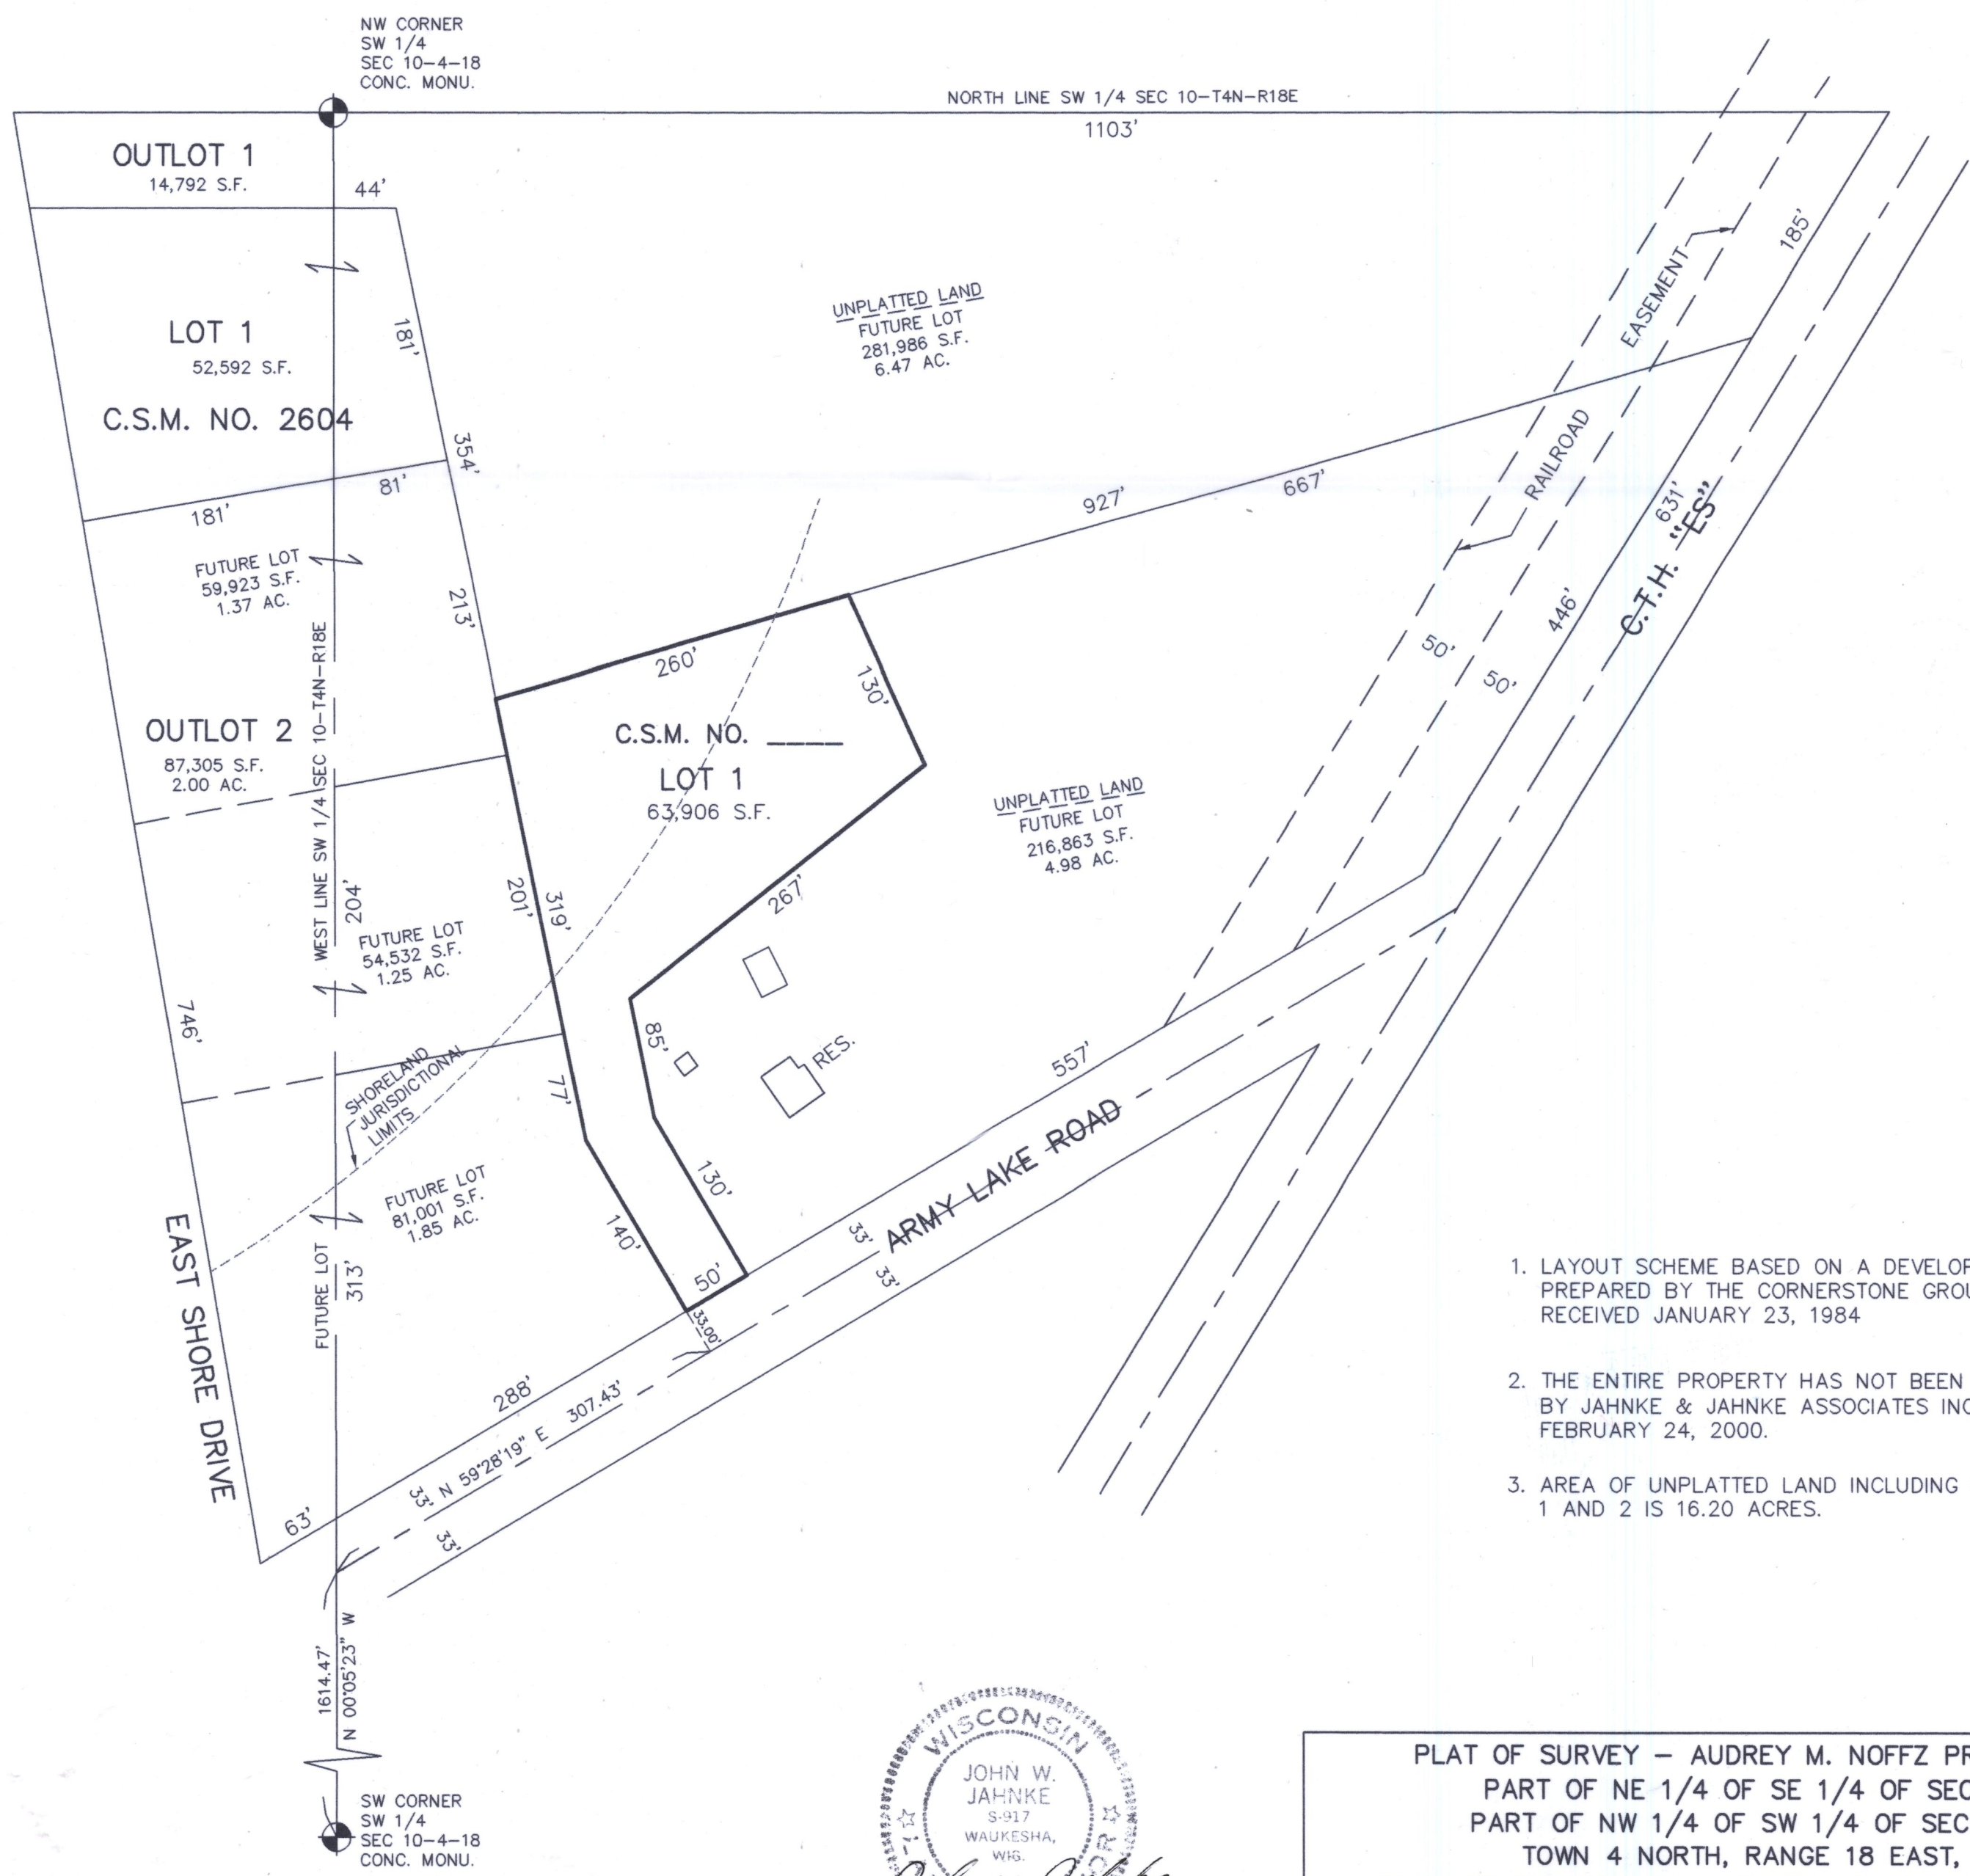 NW CORNER
SW 1/4
SEC 10-4-18
CONC. MONU.
NORTH LINE SW 1/4 SEC 10-T4N-R18E
1103'
OUTLOT 1
14,792 S.F.
44'
LOT 1
52,592 S.F.
C.S.M. NO. 2604
181'
354'
81'
181'
UNPLATTED LAND
FUTURE LOT
281,986 S.F.
6.47 AC.
EASEMENT
185'
RAILROAD
927'
667'
631'
446'
C.T.H. "ES"
50'
50'
FUTURE LOT
59,923 S.F.
1.37 AC.
213'
260'
130'
WEST LINE SW 1/4 SEC 10-T4N-R18E
OUTLOT 2
87,305 S.F.
2.00 AC.
C.S.M. NO. ____
LOT 1
63,906 S.F.
UNPLATTED LAND
FUTURE LOT
216,863 S.F.
4.98 AC.
267'
204'
201'
319'
FUTURE LOT
54,532 S.F.
1.25 AC.
746'
85'
RES.
557'
77'
SHORELAND
JURISDICTIONAL
LIMITS
130'
140'
FUTURE LOT
81,001 S.F.
1.85 AC.
ARMY LAKE ROAD
33'
33'
50'
33.00'
EAST SHORE DRIVE
FUTURE LOT
313'
288'
33' N 59°28'19" E 307.43'
33'
63'
1614.47'
N 00°05'23" W
SW CORNER
SW 1/4
SEC 10-4-18
CONC. MONU.
1. LAYOUT SCHEME BASED ON A DEVELOP
PREPARED BY THE CORNERSTONE GROU
RECEIVED JANUARY 23, 1984
2. THE ENTIRE PROPERTY HAS NOT BEEN
BY JAHNKE & JAHNKE ASSOCIATES INC
FEBRUARY 24, 2000.
3. AREA OF UNPLATTED LAND INCLUDING
1 AND 2 IS 16.20 ACRES.
WISCONSIN
JOHN W.
JAHNKE
S-917
WAUKESHA,
WIS.
PLAT OF SURVEY – AUDREY M. NOFFZ PR
PART OF NE 1/4 OF SE 1/4 OF SEC
PART OF NW 1/4 OF SW 1/4 OF SEC
TOWN 4 NORTH, RANGE 18 EAST,